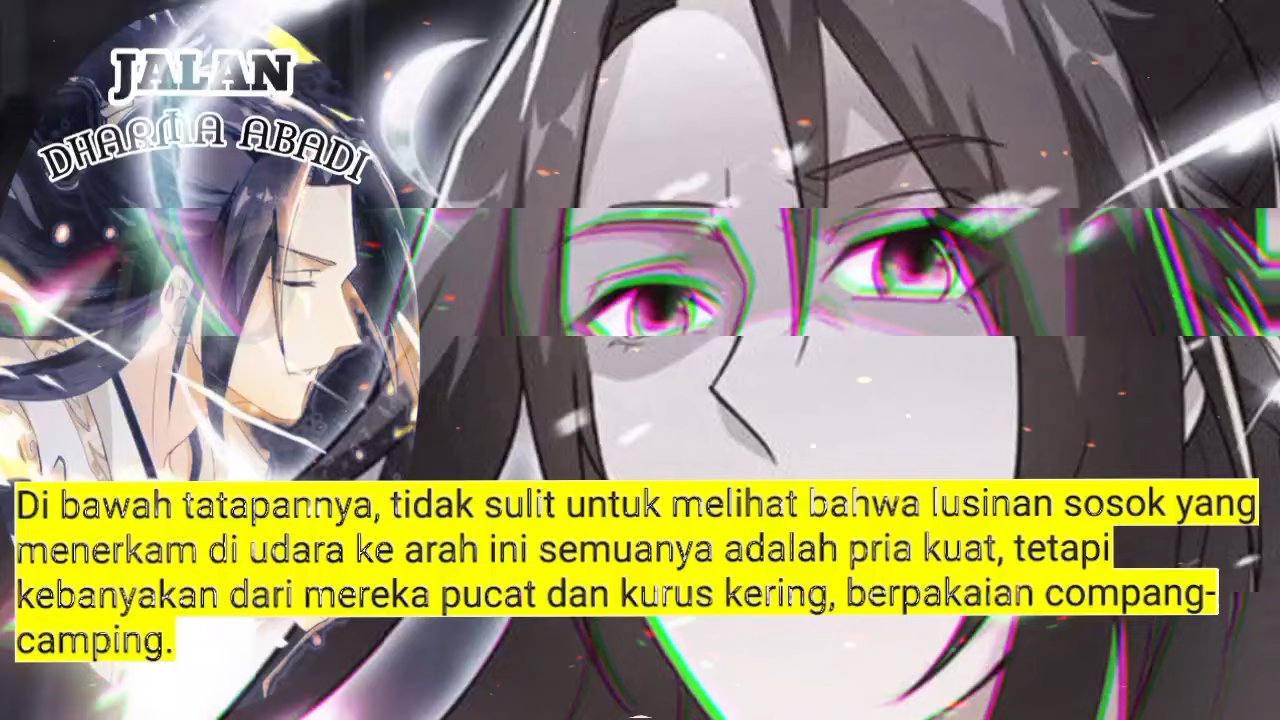 JALAN
DHARMA ABADI
Di bawah tatapannya, tidak sulit untuk melihat bahwa lusinan sosok yang
menerkam di udara ke arah ini semuanya adalah pria kuat, tetapi
kebanyakan dari mereka pucat dan kurus kering, berpakaian compang-
camping.